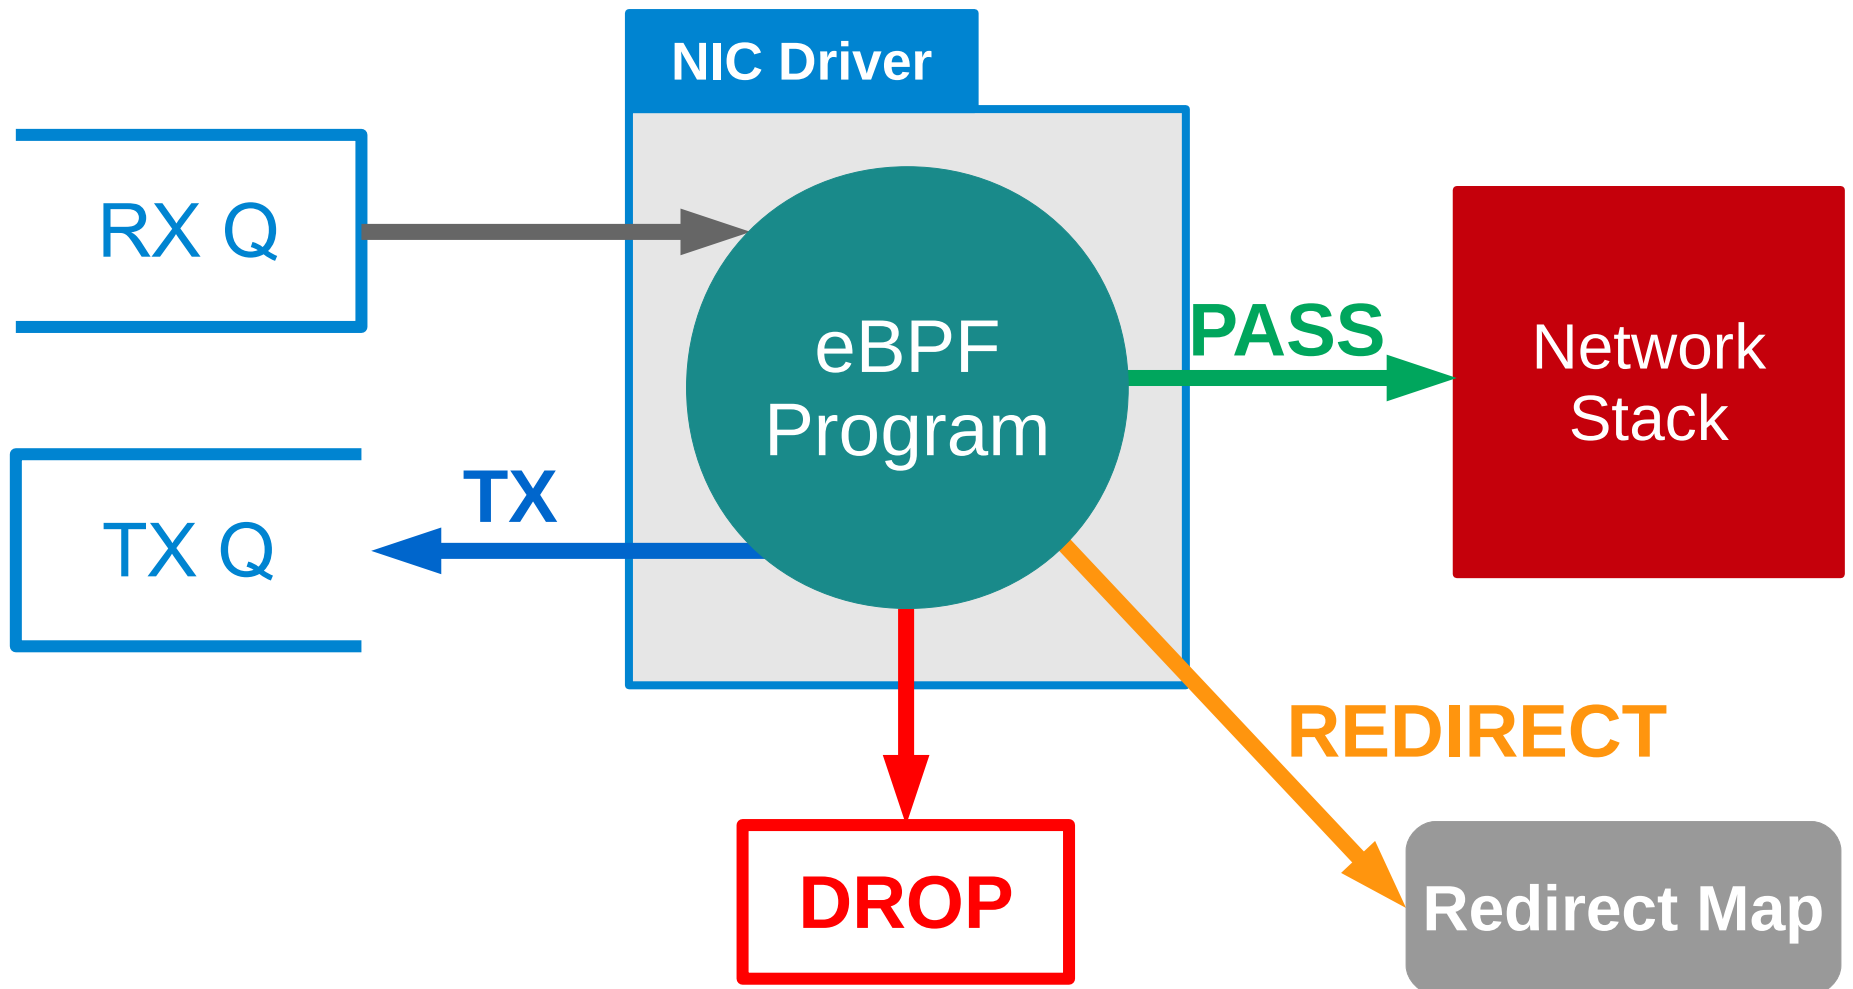 NIC Driver
RX Q
eBPF
Program
PASS
Network
Stack
TX
TX Q
REDIRECT
DROP
Redirect Map